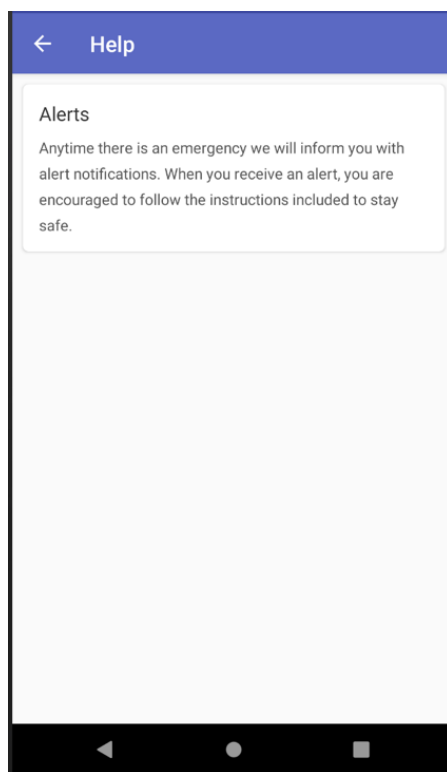 Help
Alerts
Anytime there is an emergency we will inform you with
alert notifications. When you receive an alert, you are
encouraged to follow the instructions included to stay
safe.